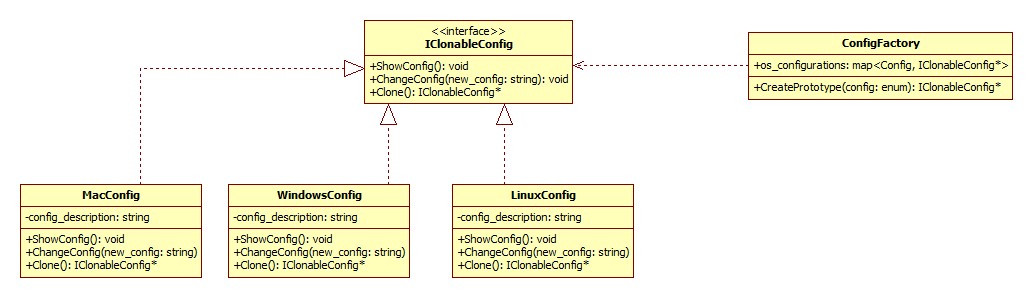 <<interface>>
IClonableConfig
+ShowConfig(): void
+ChangeConfig(new_config: string): void
+Clone(): IClonableConfig*
ConfigFactory
+os_configurations: map<Config, IClonableConfig*>
+CreatePrototype(config: enum): IClonableConfig*
MacConfig
-config_description: string
+ShowConfig(): void
+ChangeConfig(new_config: string)
+Clone(): IClonableConfig*
WindowsConfig
-config_description: string
+ShowConfig(): void
+ChangeConfig(new_config: string)
+Clone(): IClonableConfig*
LinuxConfig
-config_description: string
+ShowConfig(): void
+ChangeConfig(new_config: string)
+Clone(): IClonableConfig*